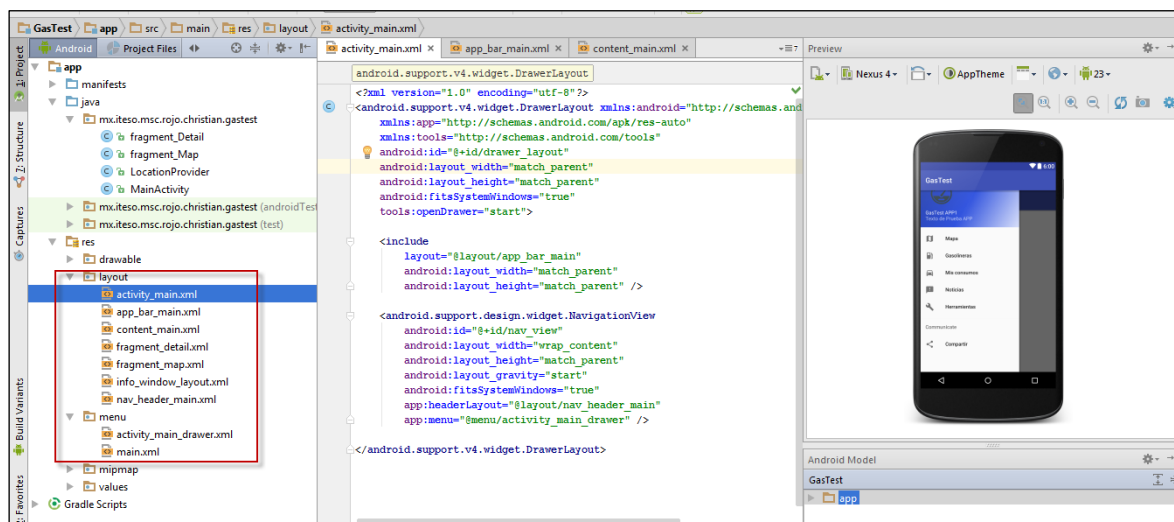 GasTest app src main res layout activity_main.xml
Android Project Files
activity_main.xml × app_bar_main.xml × content_main.xml ×
7
Preview
1: Project
7: Structure
Captures
Build Variants
Favorites
app
manifests
java
mx.iteso.msc.rojo.christian.gastest
fragment_Detail
fragment_Map
LocationProvider
MainActivity
mx.iteso.msc.rojo.christian.gastest (androidTest
mx.iteso.msc.rojo.christian.gastest (test)
res
drawable
layout
activity_main.xml
app_bar_main.xml
content_main.xml
fragment_detail.xml
fragment_map.xml
info_window_layout.xml
nav_header_main.xml
menu
activity_main_drawer.xml
main.xml
mipmap
values
Gradle Scripts
android.support.v4.widget.DrawerLayout
<?xml version="1.0" encoding="utf-8"?>
<android.support.v4.widget.DrawerLayout xmlns:android="http://schemas.and
xmlns:app="http://schemas.android.com/apk/res-auto"
xmlns:tools="http://schemas.android.com/tools"
android:id="@+id/drawer_layout"
android:layout_width="match_parent"
android:layout_height="match_parent"
android:fitsSystemWindows="true"
tools:openDrawer="start">
<include
layout="@layout/app_bar_main"
android:layout_width="match_parent"
android:layout_height="match_parent" />
<android.support.design.widget.NavigationView
android:id="@+id/nav_view"
android:layout_width="wrap_content"
android:layout_height="match_parent"
android:layout_gravity="start"
android:fitsSystemWindows="true"
app:headerLayout="@layout/nav_header_main"
app:menu="@menu/activity_main_drawer" />
</android.support.v4.widget.DrawerLayout>
Nexus 4 AppTheme 23
1:1
6:00
GasTest
GasTest APP!
Texto de Prueba APP
Mapa
Gasolineras
Mis consumos
Noticias
Herramientas
Communicate
Compartir
Android Model
GasTest
app